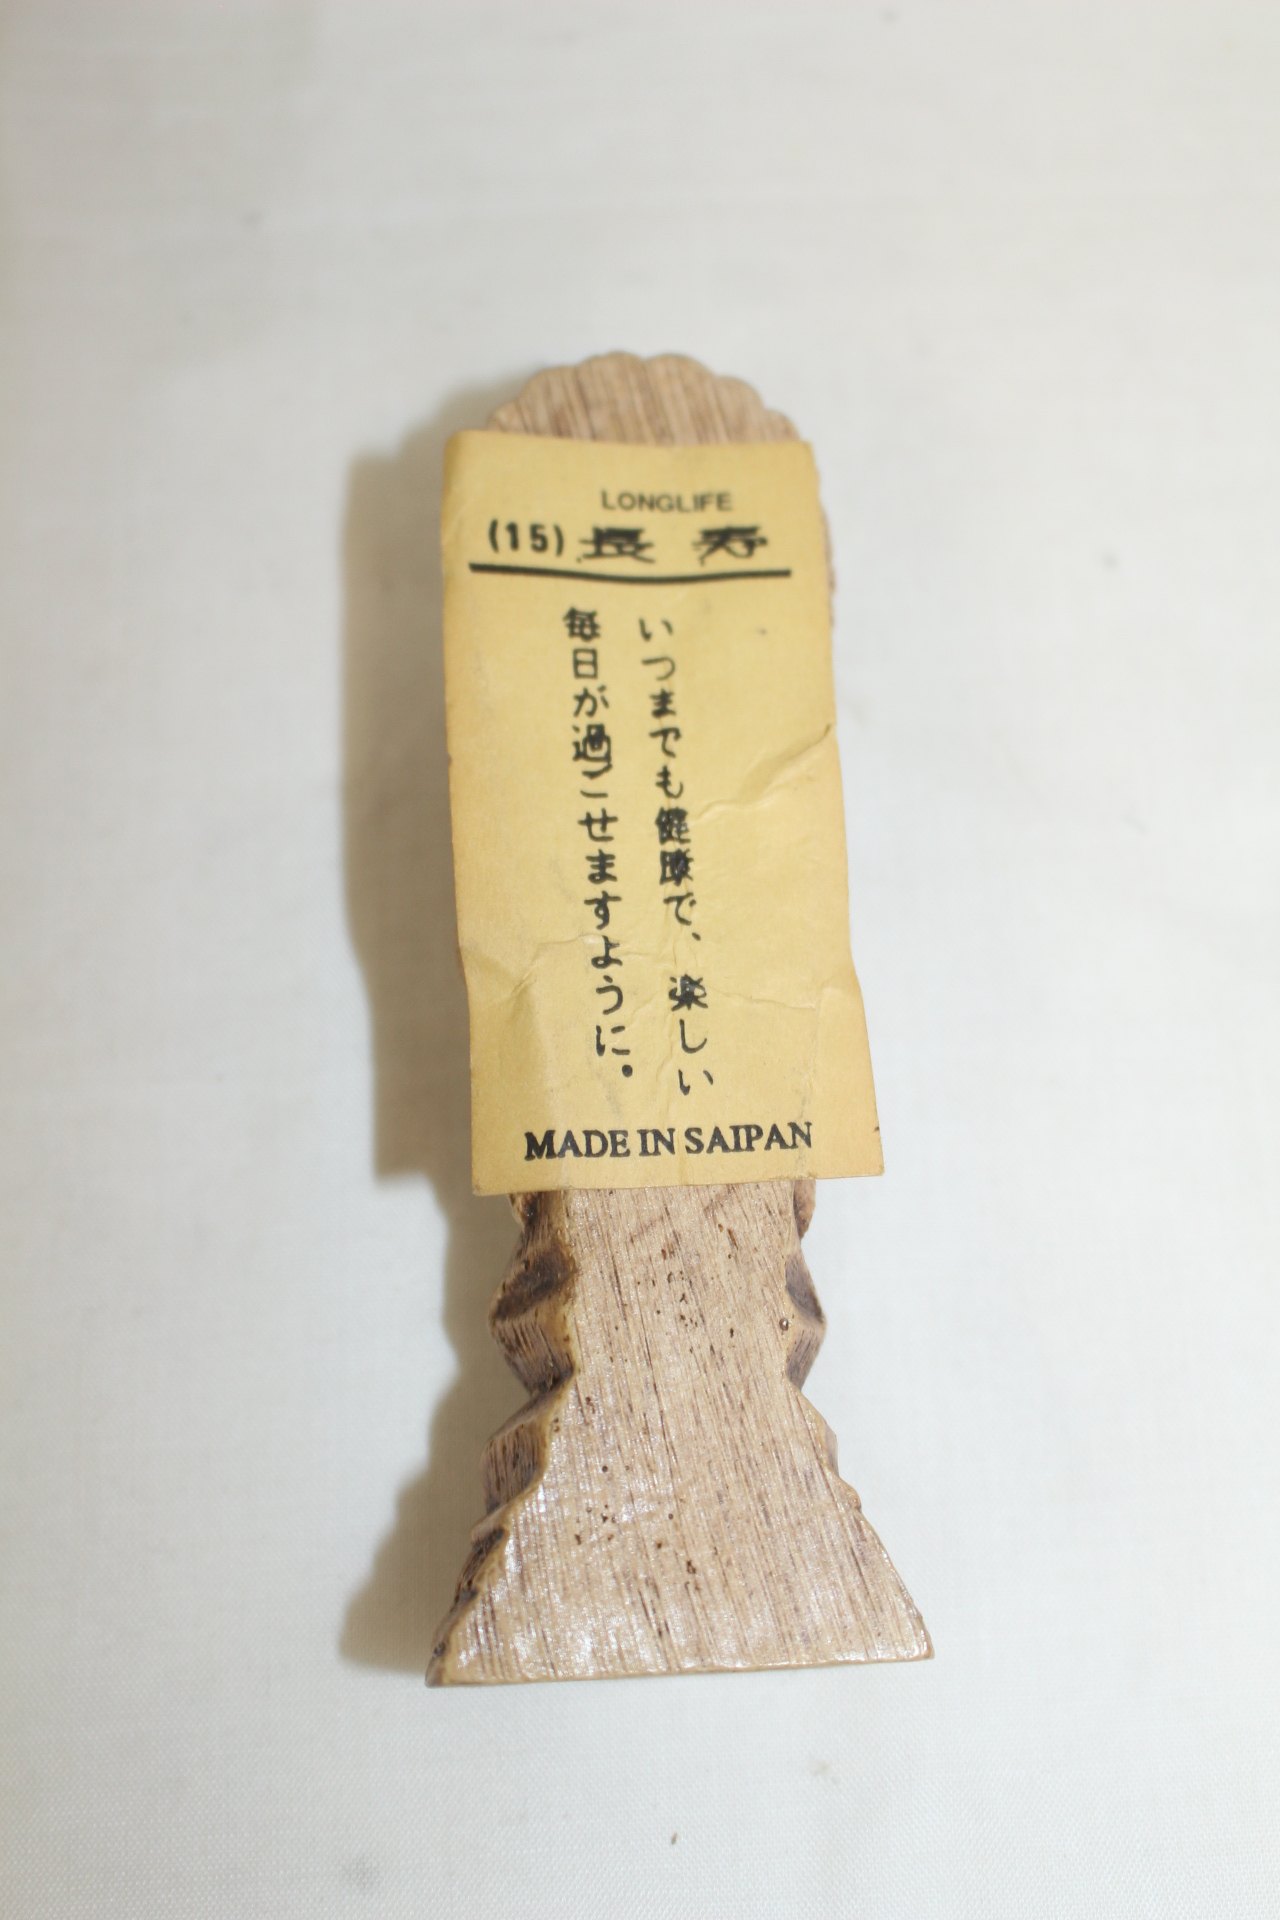 LONGLIFE
(15) 長寿
いつまでも健康で、楽しい
毎日が過ごせますように.
MADE IN SAIPAN